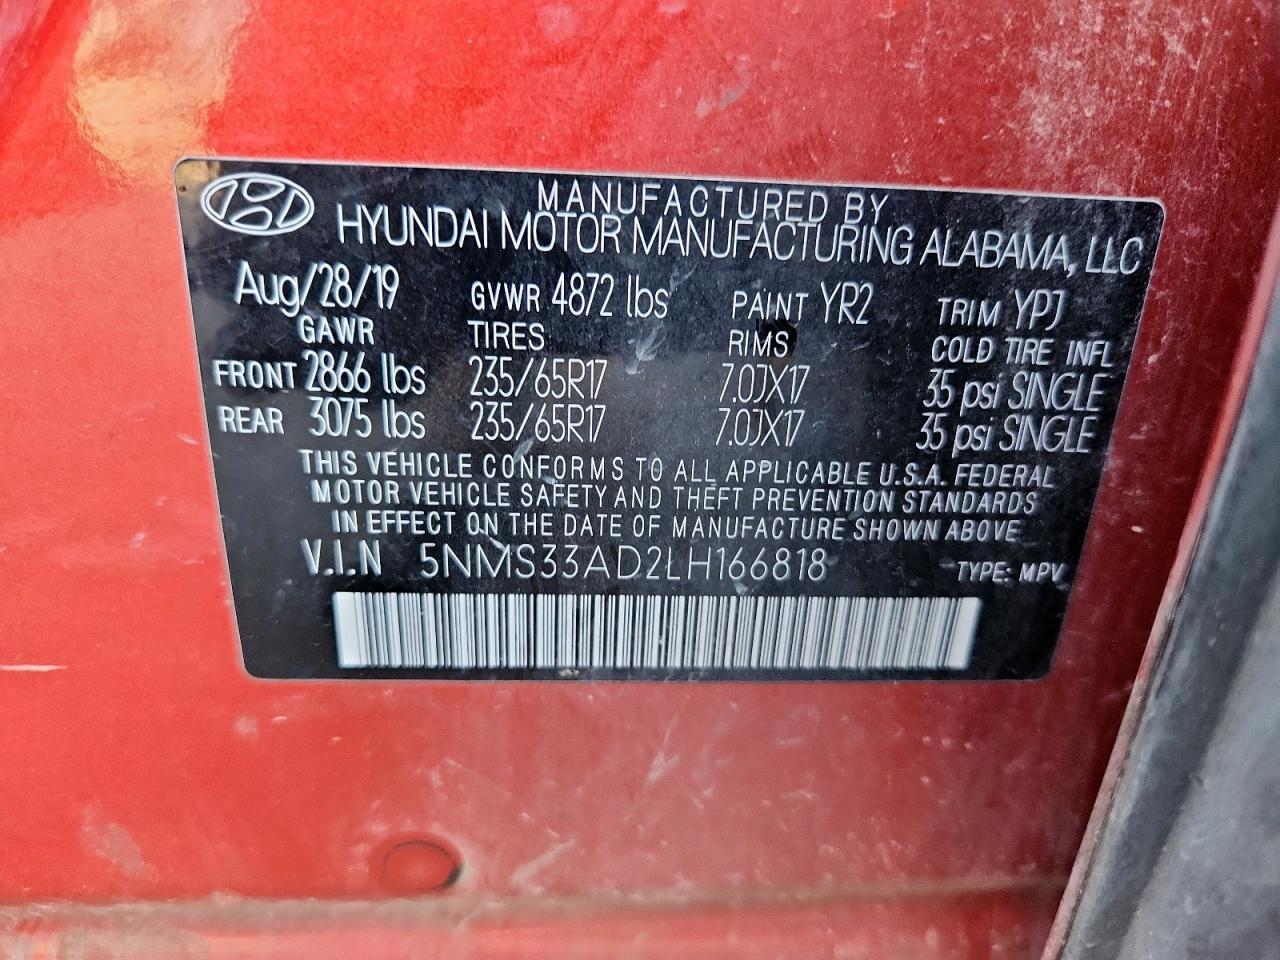 MANUFACTURED BY
HYUNDAI MOTOR MANUFACTURING ALABAMA, LLC
Aug/28/19 GVWR 4872 lbs PAINT YR2 TRIM YPJ
GAWR TIRES RIMS COLD TIRE INFL
FRONT 2866 lbs 235/65R17 7.0JX17 35 psi SINGLE
REAR 3075 lbs 235/65R17 7.0JX17 35 psi SINGLE
THIS VEHICLE CONFORMS TO ALL APPLICABLE U.S.A. FEDERAL
MOTOR VEHICLE SAFETY AND THEFT PREVENTION STANDARDS
IN EFFECT ON THE DATE OF MANUFACTURE SHOWN ABOVE
V.I.N 5NMS33AD2LH166818 TYPE: MPV